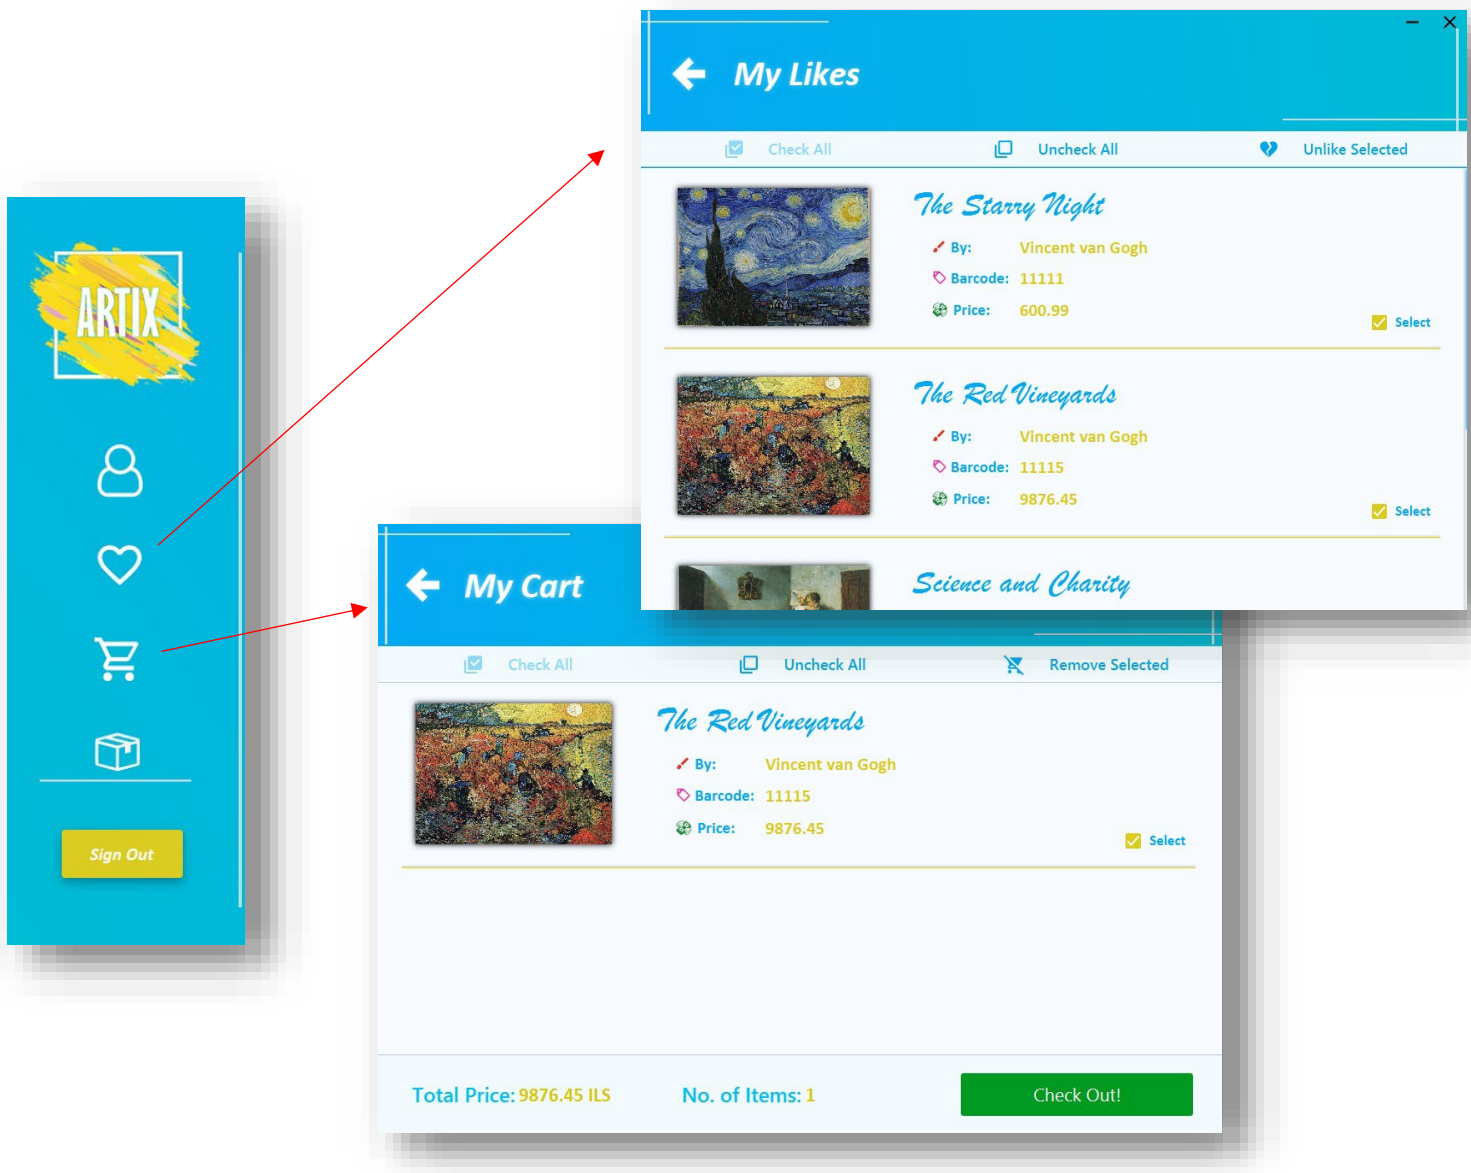 ARTIX
Sign Out
My Likes
Check All Uncheck All Unlike Selected
The Starry Night
By: Vincent van Gogh
Barcode: 11111
Price: 600.99
Select
The Red Vineyards
By: Vincent van Gogh
Barcode: 11115
Price: 9876.45
Select
Science and Charity
My Cart
Check All Uncheck All Remove Selected
The Red Vineyards
By: Vincent van Gogh
Barcode: 11115
Price: 9876.45
Select
Total Price: 9876.45 ILS No. of Items: 1 Check Out!